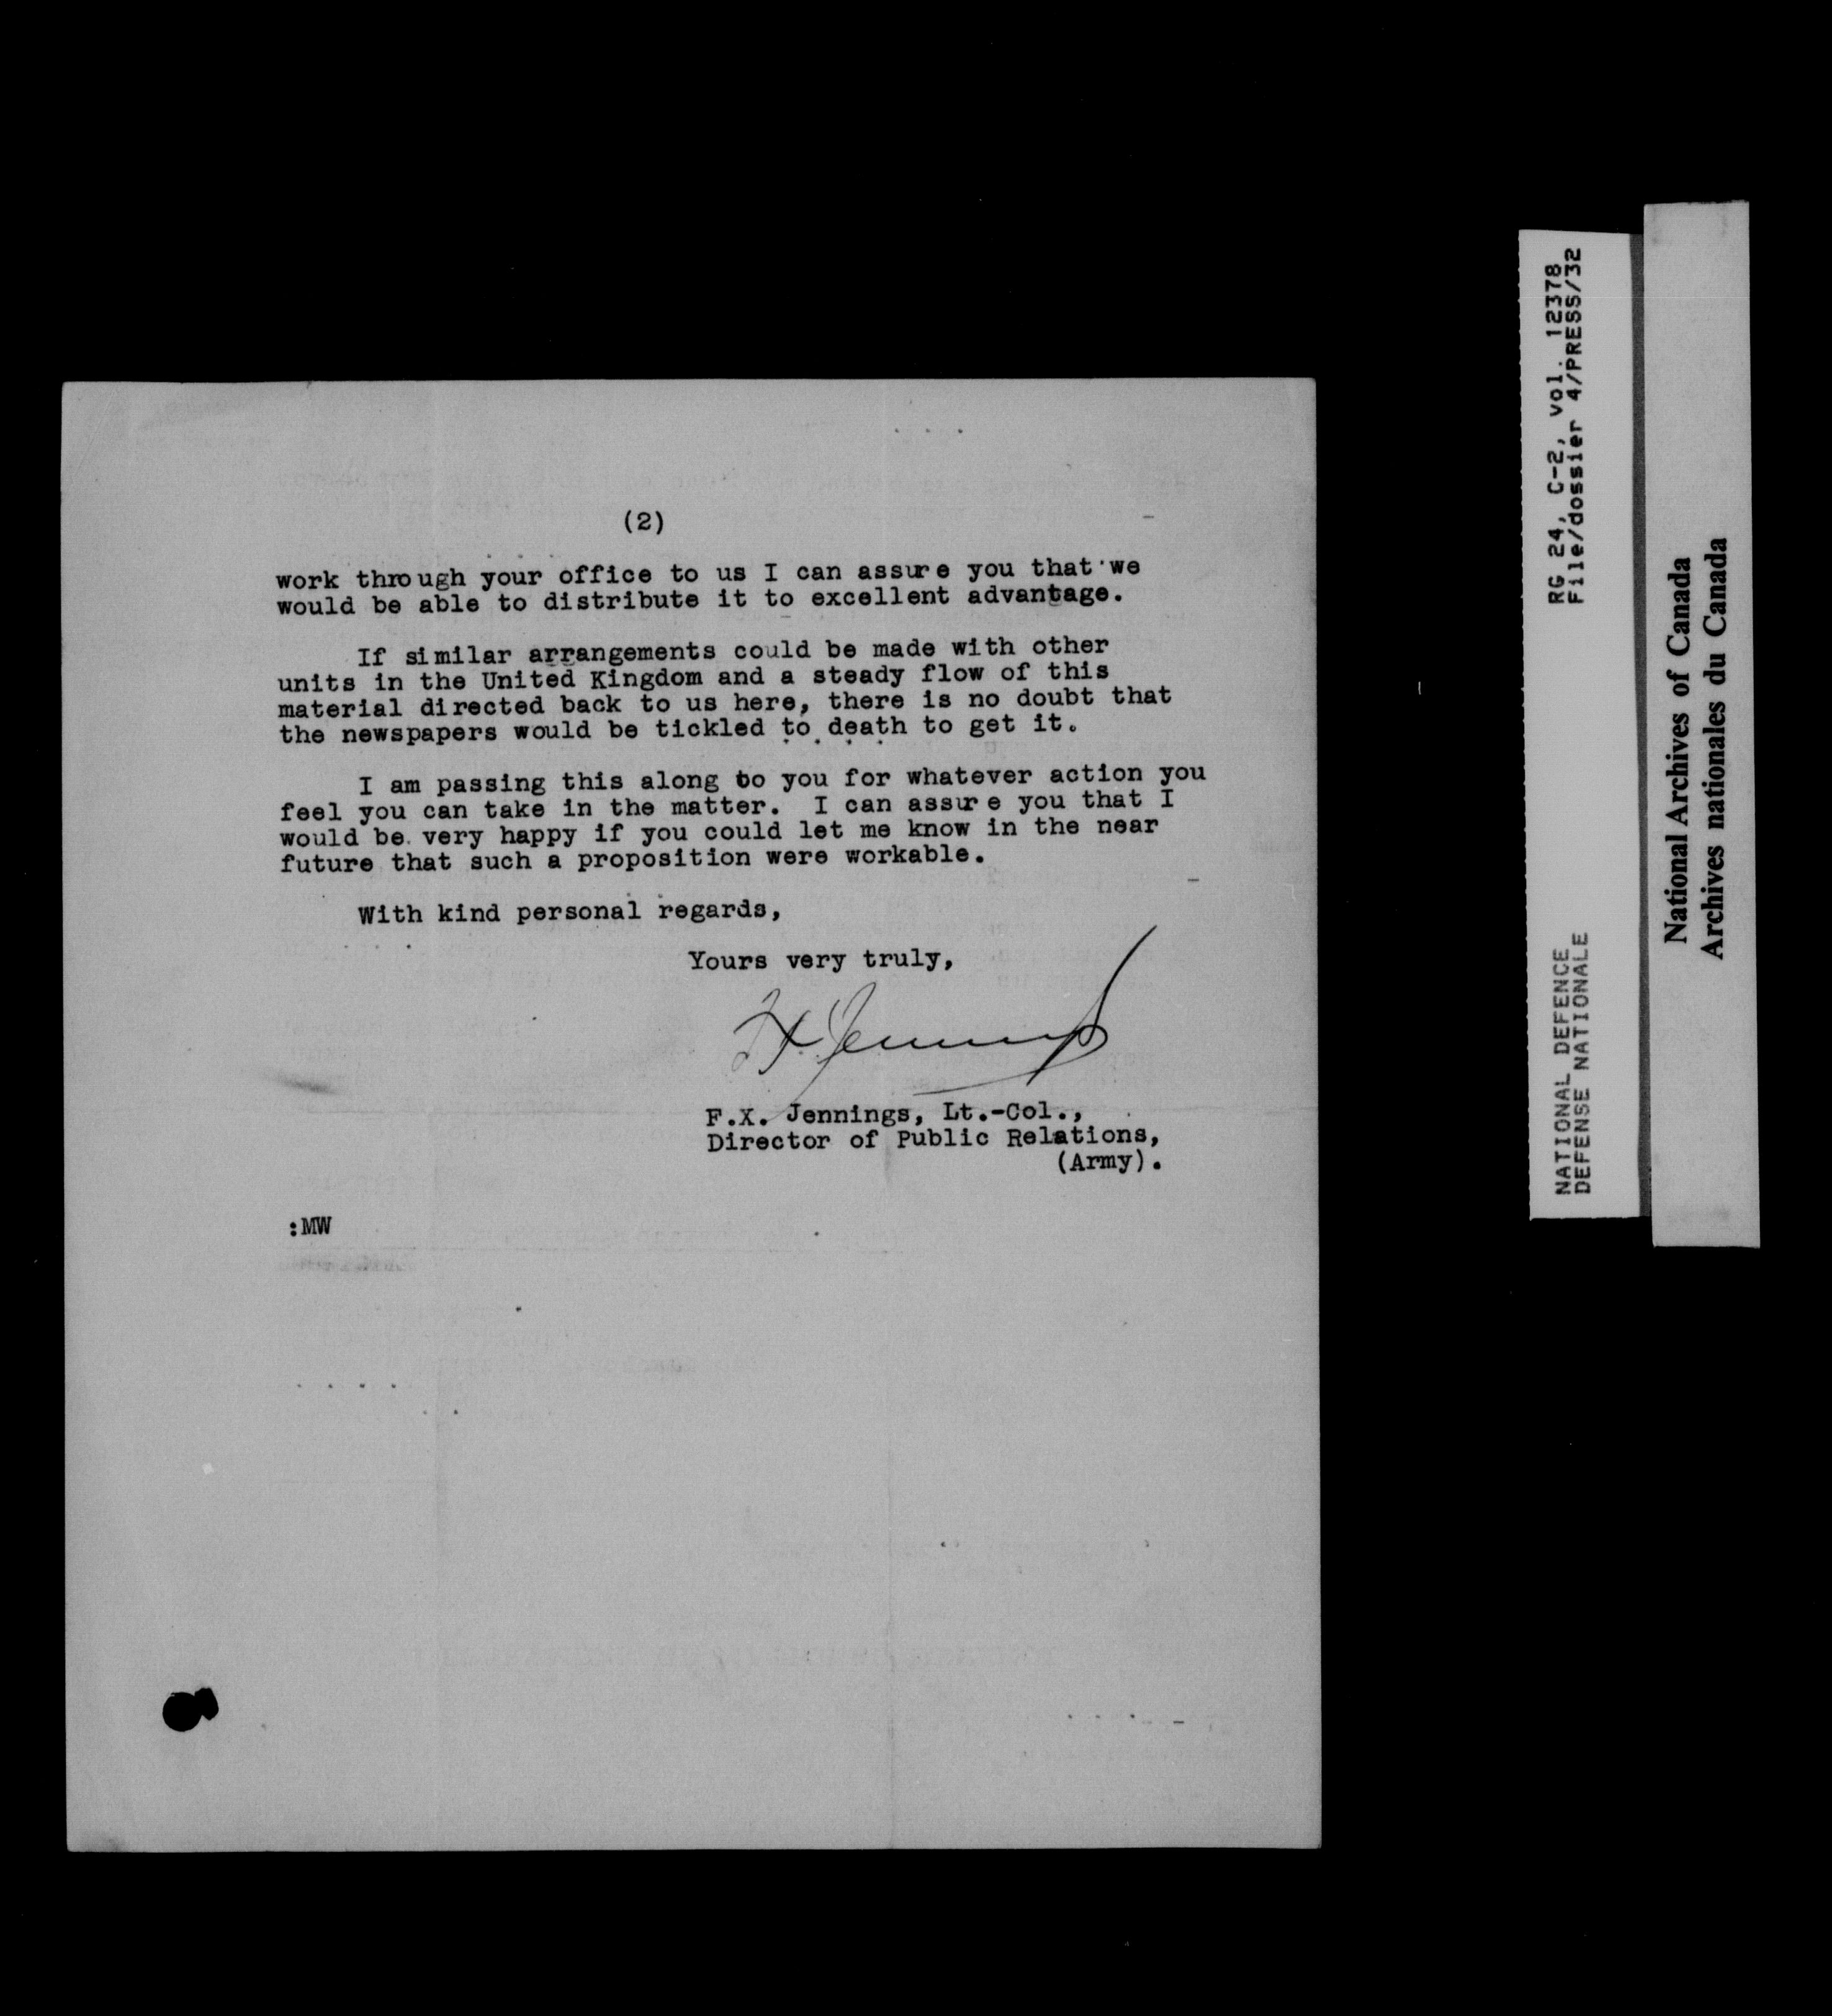 (2)
work through your office to us I can assure you that we
would be able to distribute it to excellent advantage.
If similar arrangements could be made with other
units in the United Kingdom and a steady flow of this
material directed back to us here, there is no doubt that
the newspapers would be tickled to death to get it.
I am passing this along to you for whatever action you
feel you can take in the matter. I can assure you that I
would be very happy if you could let me know in the near
future that such a proposition were workable.
With kind personal regards,
Yours very truly,
FX Jennings
F.X. Jennings, Lt.-Col.,
Director of Public Relations,
(Army).
:MW
RG 24, C-2, vol. 12378
File/dossier 4/PRESS/32
NATIONAL DEFENCE
DEFENSE NATIONALE
National Archives of Canada
Archives nationales du Canada